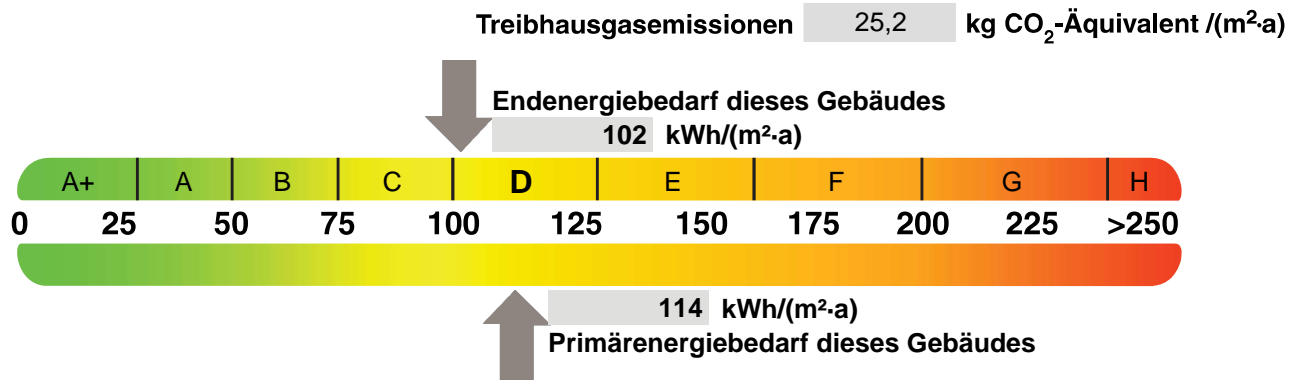 Treibhausgasemissionen 25,2 kg CO₂-Äquivalent /(m²·a)
Endenergiebedarf dieses Gebäudes
102 kWh/(m²·a)
A+ A B C D E F G H
0 25 50 75 100 125 150 175 200 225 >250
114 kWh/(m²·a)
Primärenergiebedarf dieses Gebäudes